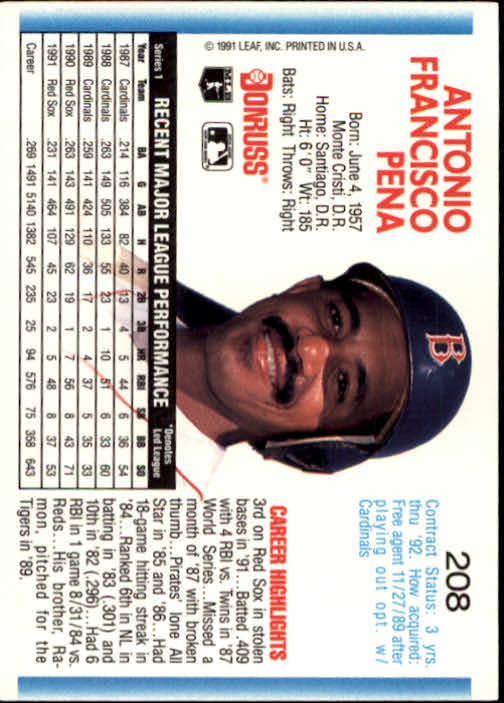 208
ANTONIO
FRANCISCO
PENA
Born: June 4, 1957
Monte Cristi, D.R.
Home: Santiago, D.R.
Ht: 6'0" Wt: 185
Bats: Right Throws: Right
DONRUSS
MLB
© 1991 LEAF, INC. PRINTED IN U.S.A.
B
Contract Status: 3 yrs.
thru '92. How acquired:
Free agent 11/27/89 after
playing out opt. w/
Cardinals
CAREER HIGHLIGHTS
3rd on Red Sox in stolen
bases in '91...Batted .409
with 4 RBI vs. Twins in '87
World Series...Missed a
month of '87 with broken
thumb...Pirates' lone All
Star in '85 and '86...Had
18-game hitting streak in
'84...Ranked 6th in NL in
batting in '83 (.301) and
10th in '82 (.296)...Had 6
RBI in 1 game 8/31/84 vs.
Reds...His brother, Ra-
mon, pitched for the
Tigers in '89.
Series 1 RECENT MAJOR LEAGUE PERFORMANCE *Denotes Led League
Year Team BA G AB H R 2B 3B HR RBI SB BB SO
1987 Cardinals .214 116 384 82 40 13 4 5 44 6 36 54
1988 Cardinals .263 149 505 133 55 23 1 10 51 6 33 60
1989 Cardinals .259 141 424 110 36 17 2 4 37 5 35 33
1990 Red Sox .263 143 491 129 62 19 1 7 56 8 43 71
1991 Red Sox .231 141 464 107 45 23 2 5 48 8 37 53
Career .269 1491 5140 1382 545 235 25 94 576 75 358 643